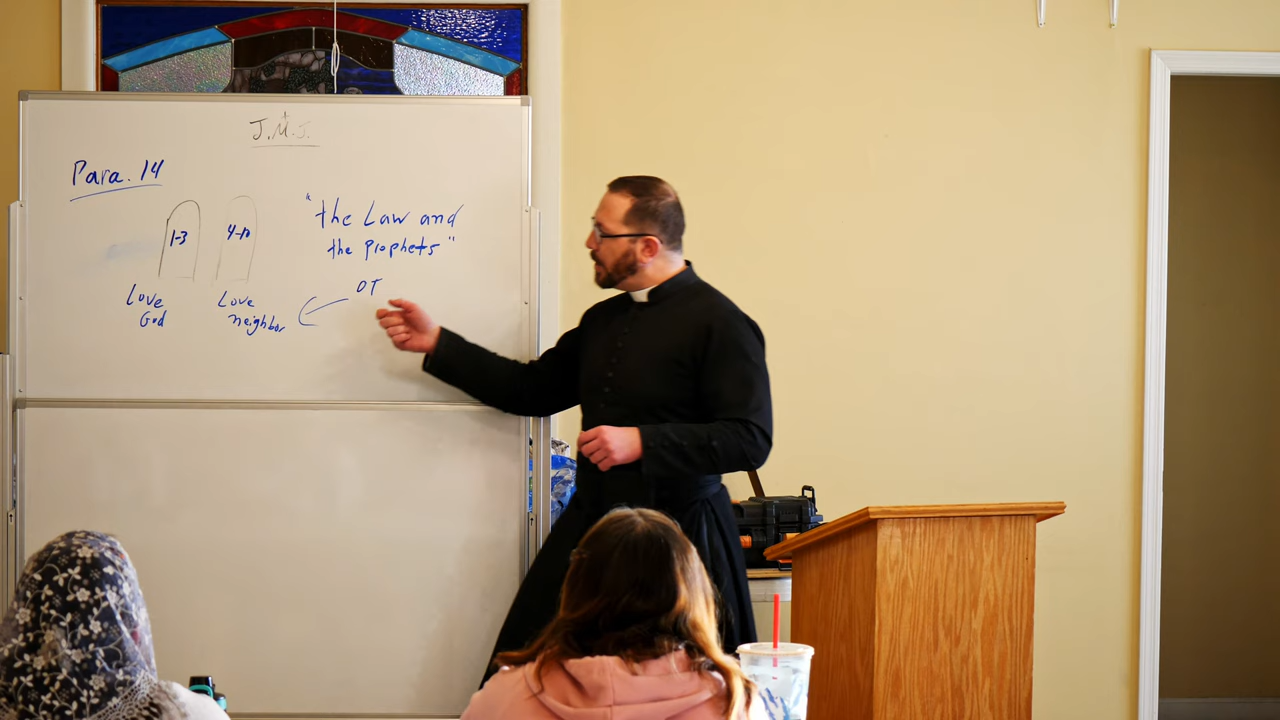 J.M.J.
Para. 14
1-3
4-10
"the Law and
the Prophets"
OT
Love
God
Love
neighbor